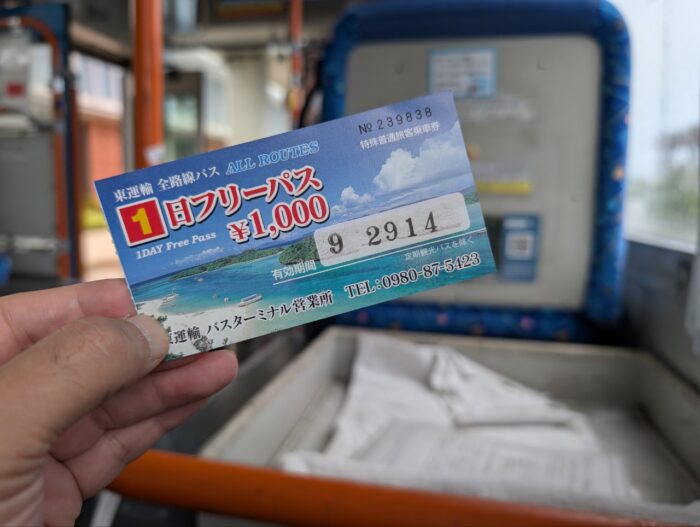 №239838
特殊普通旅客乗車券
東運輸 全路線バス ALL ROUTES
1日フリーパス
1DAY Free Pass ¥1,000
9 2914
有効期間
定期観光バスを除く
東運輸 バスターミナル営業所 TEL:0980-87-5423